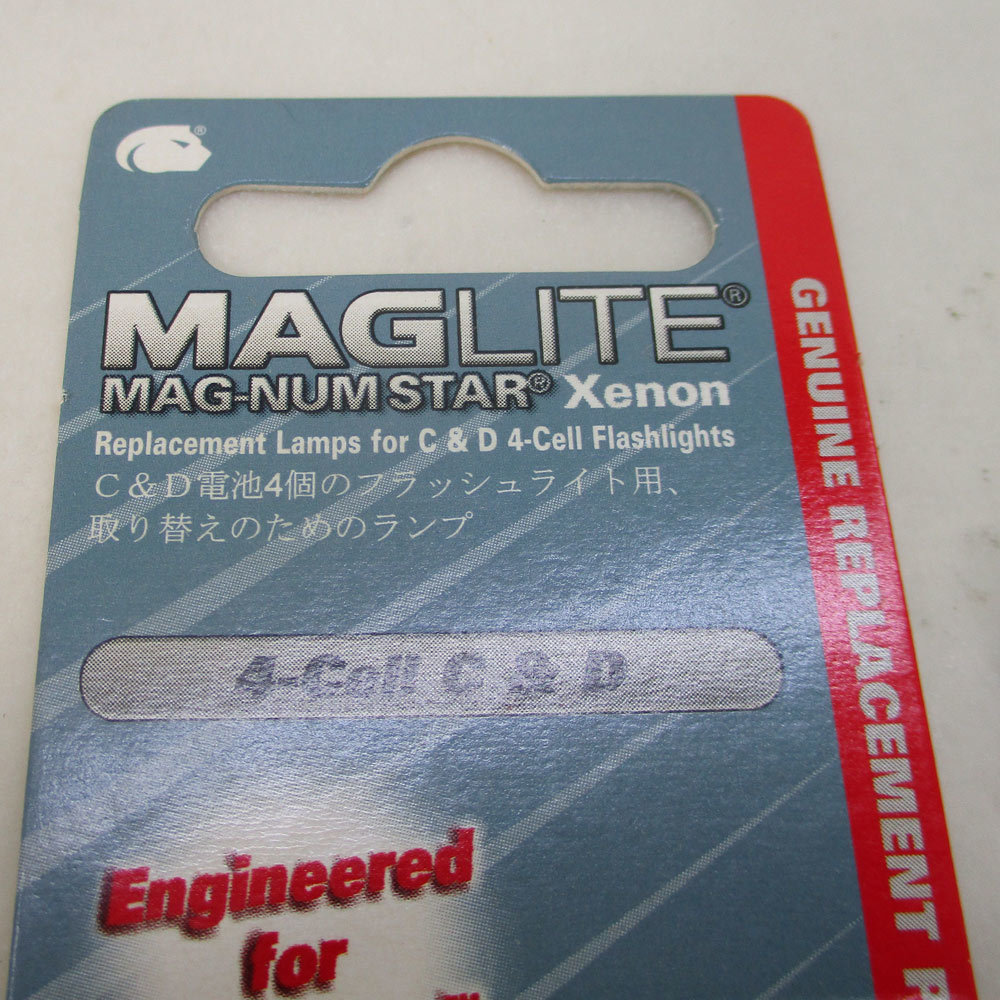 MAGLITE®
MAG-NUM STAR® Xenon
Replacement Lamps for C & D 4-Cell Flashlights
C&D電池4個のフラッシュライト用、
取り替えのためのランプ
4-Cell C & D
Engineered
for
GENUINE REPLACEMENT